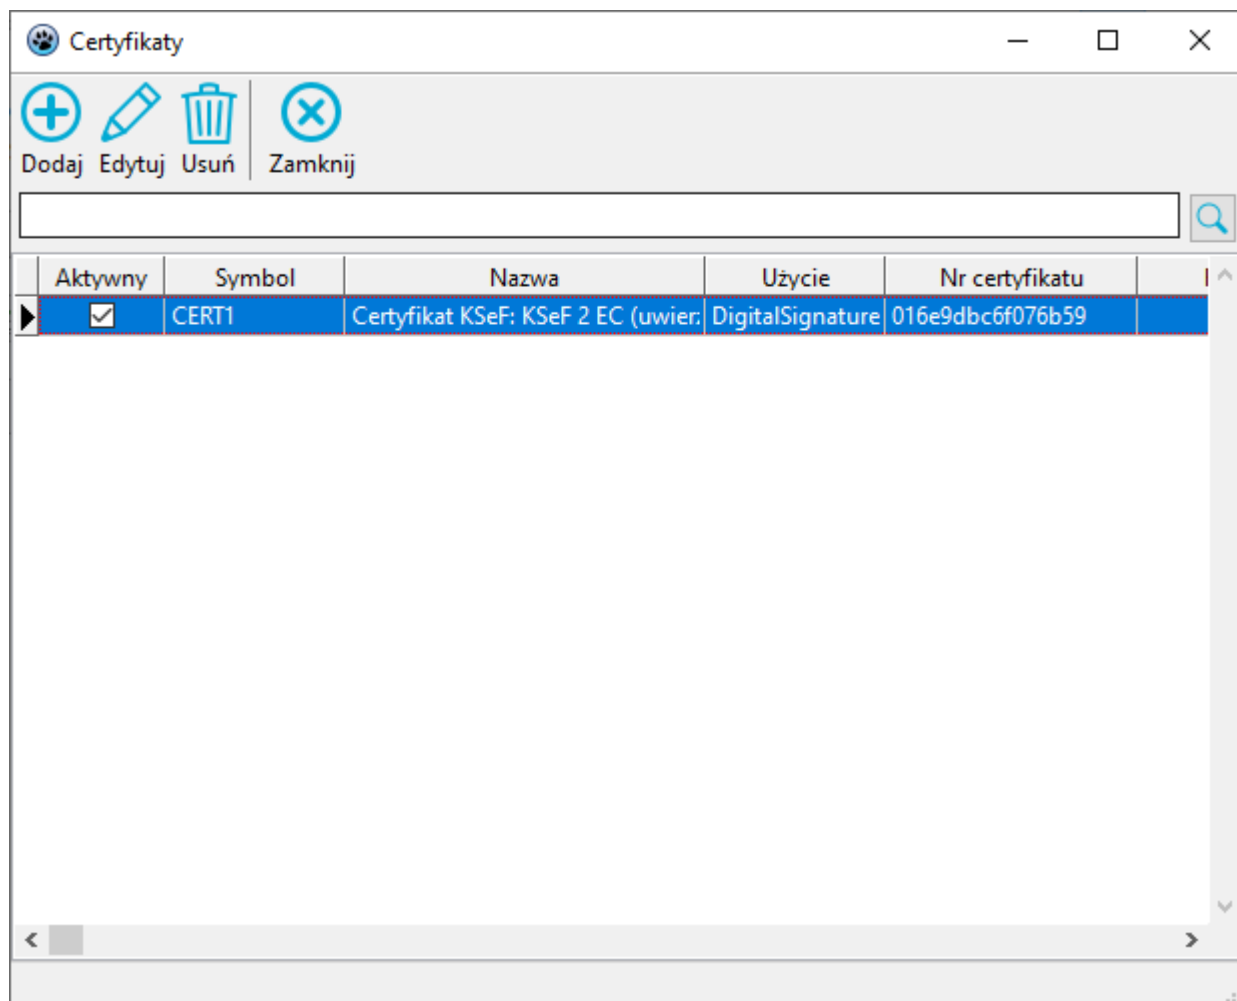 Certyfikaty
Dodaj Edytuj Usuń Zamknij
Aktywny Symbol Nazwa Użycie Nr certyfikatu
CERT1 Certyfikat KSeF: KSeF 2 EC (uwierz DigitalSignature 016e9dbc6f076b59